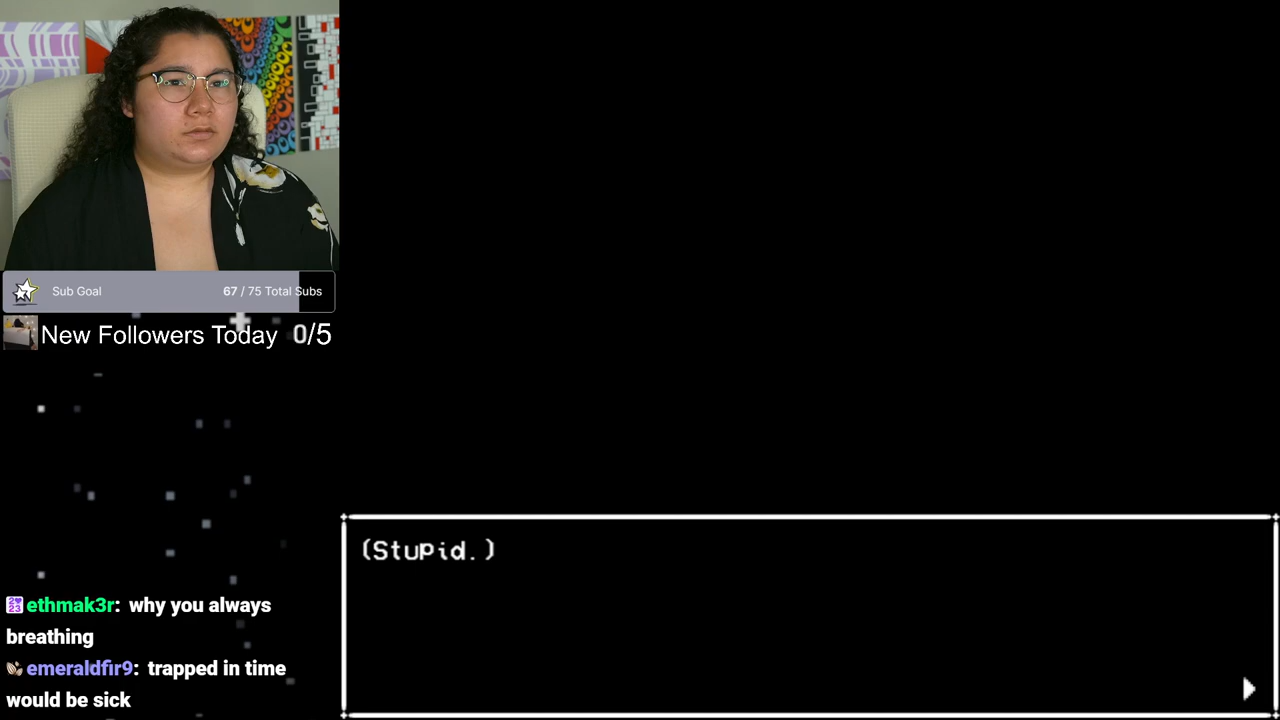 Sub Goal 67 / 75 Total Subs
New Followers Today 0/5
(Stupid.)
ethmak3r: why you always
breathing
emeraldfir9: trapped in time
would be sick